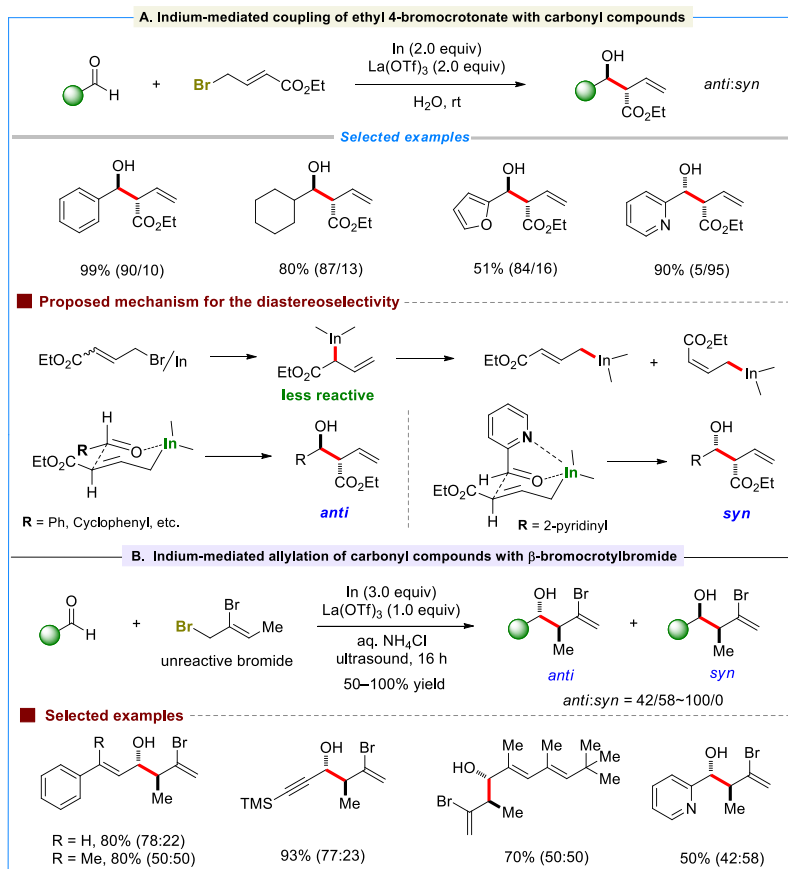 A. Indium-mediated coupling of ethyl 4-bromocrotonate with carbonyl compounds
O
H
+
Br
CO2Et
In (2.0 equiv)
La(OTf)3 (2.0 equiv)
H2O, rt
OH
CO2Et
anti:syn
Selected examples
OH
CO2Et
99% (90/10)
OH
CO2Et
80% (87/13)
OH
O
CO2Et
51% (84/16)
OH
N
CO2Et
90% (5/95)
Proposed mechanism for the diastereoselectivity
EtO2C
Br/In
In
EtO2C
less reactive
EtO2C
In
+
CO2Et
In
H
R
O
In
EtO2C
H
R = Ph, Cyclophenyl, etc.
OH
R
CO2Et
anti
N
H
O
In
EtO2C
H
R = 2-pyridinyl
OH
R
CO2Et
syn
B. Indium-mediated allylation of carbonyl compounds with β-bromocrotylbromide
O
H
+
Br
Br
Me
unreactive bromide
In (3.0 equiv)
La(OTf)3 (1.0 equiv)
aq. NH4Cl
ultrasound, 16 h
50–100% yield
OH
Br
Me
anti
+
OH
Br
Me
syn
anti:syn = 42/58~100/0
Selected examples
R
OH
Br
Me
R = H, 80% (78:22)
R = Me, 80% (50:50)
OH
Br
TMS
Me
93% (77:23)
HO
Me
Me
Me
Me
Me
Br
Me
70% (50:50)
OH
Br
N
Me
50% (42:58)